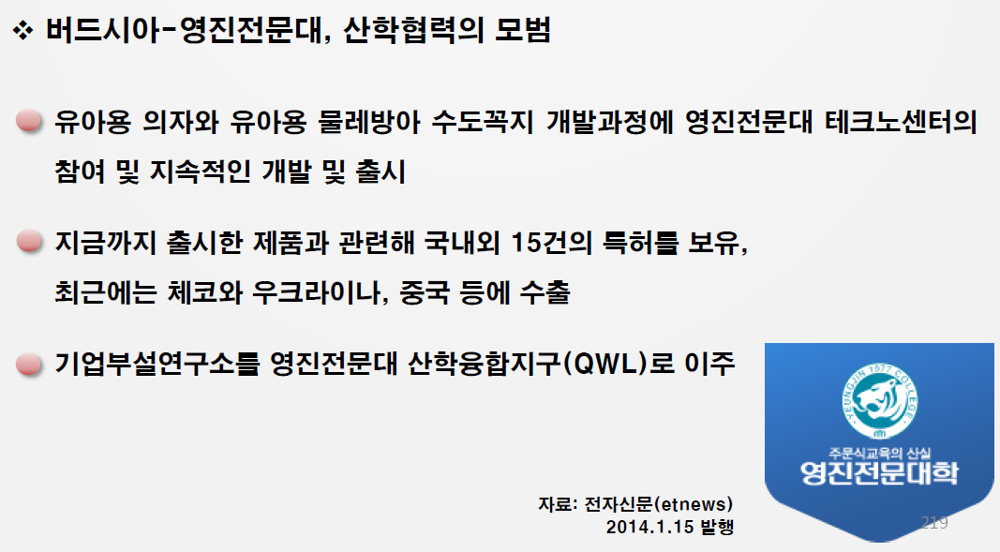 ❖ 버드시아-영진전문대, 산학협력의 모범
유아용 의자와 유아용 물레방아 수도꼭지 개발과정에 영진전문대 테크노센터의
참여 및 지속적인 개발 및 출시
지금까지 출시한 제품과 관련해 국내외 15건의 특허를 보유,
최근에는 체코와 우크라이나, 중국 등에 수출
기업부설연구소를 영진전문대 산학융합지구(QWL)로 이주
YEUNGJIN 1977 COLLEGE
주문식교육의 산실
영진전문대학
자료: 전자신문(etnews)
2014.1.15 발행
219